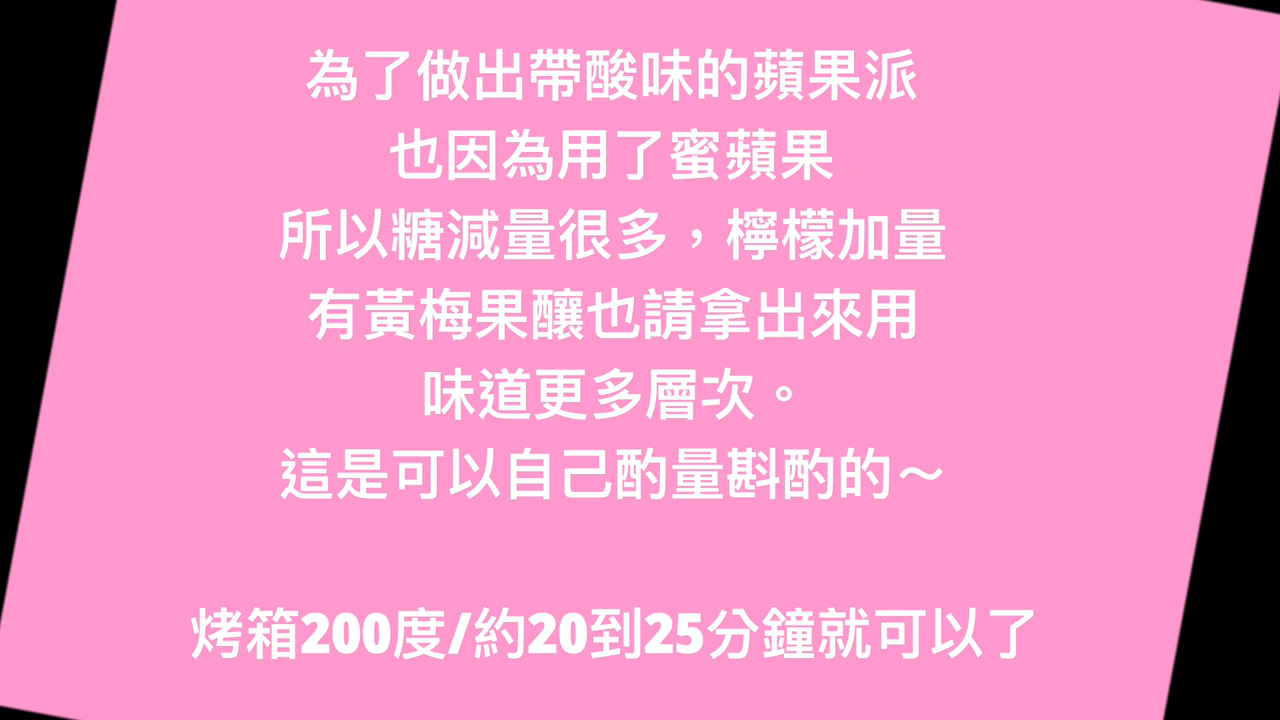 為了做出帶酸味的蘋果派
也因為用了蜜蘋果
所以糖減量很多，檸檬加量
有黃梅果釀也請拿出來用
味道更多層次。
這是可以自己酌量斟酌的～
烤箱200度/約20到25分鐘就可以了